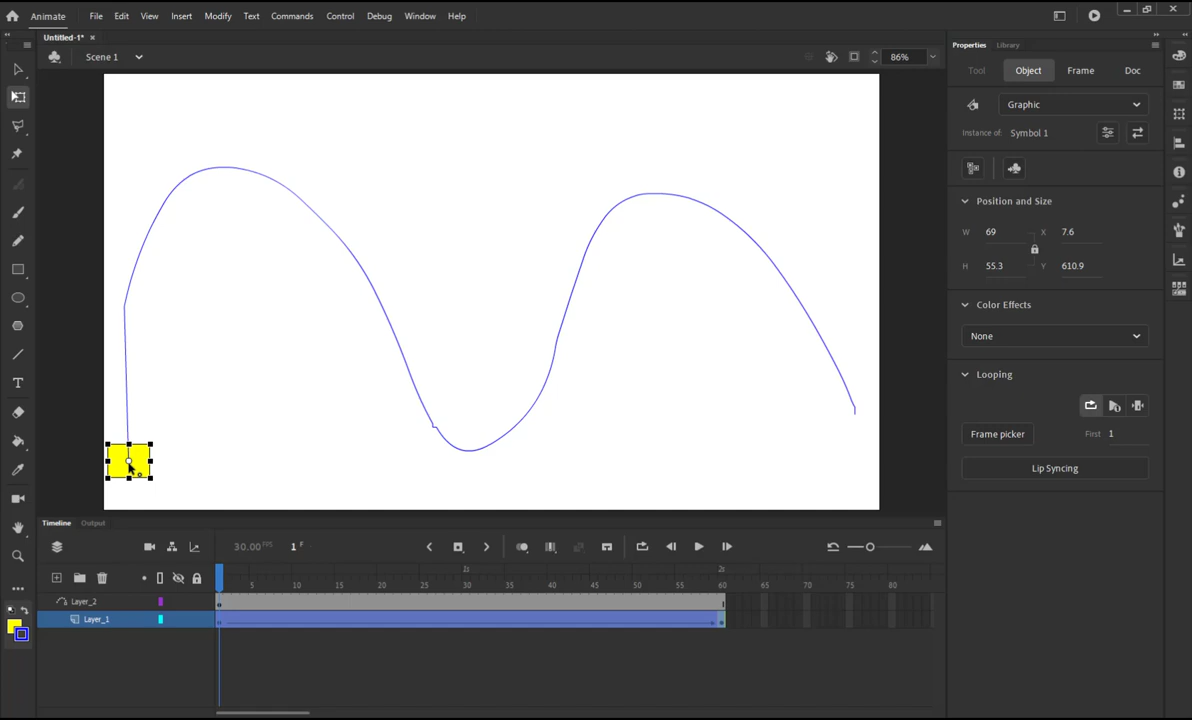 Animate File Edit View Insert Modify Text Commands Control Debug Window Help
Untitled-1* ×
Scene 1 86%
Properties Library
Tool Object Frame Doc
Graphic
Instance of: Symbol 1
Position and Size
W 69 X 7.6
H 55.3 Y 610.9
Color Effects
None
Looping
Frame picker First 1
Lip Syncing
Timeline Output
30.00 FPS 1 F
1s 2s
5 10 15 20 25 30 35 40 45 50 55 60 65 70 75 80
Layer_2
Layer_1